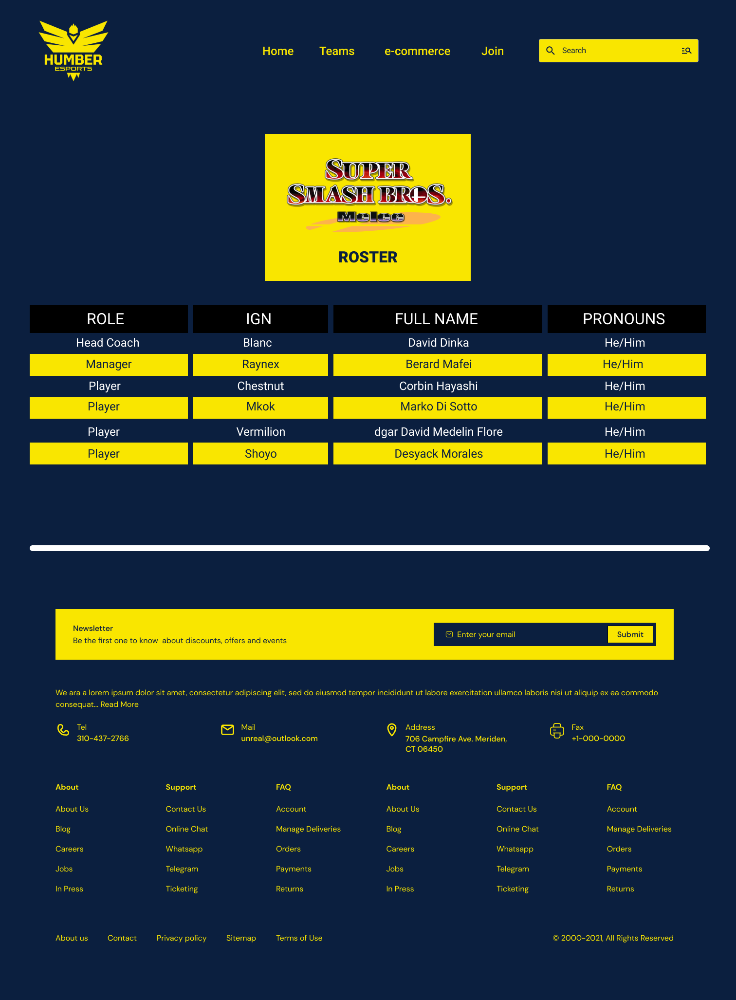 HUMBER
ESPORTS
Home Teams e-commerce Join Search
SUPER
SMASH BROS.
Melee
ROSTER
ROLE IGN FULL NAME PRONOUNS
Head Coach Blanc David Dinka He/Him
Manager Raynex Berard Mafei He/Him
Player Chestnut Corbin Hayashi He/Him
Player Mkok Marko Di Sotto He/Him
Player Vermilion dgar David Medelin Flore He/Him
Player Shoyo Desyack Morales He/Him
Newsletter
Be the first one to know  about discounts, offers and events
Enter your email Submit
We ara a lorem ipsum dolor sit amet, consectetur adipiscing elit, sed do eiusmod tempor incididunt ut labore exercitation ullamco laboris nisi ut aliquip ex ea commodo
consequat... Read More
Tel Mail Address Fax
310-437-2766 unreal@outlook.com 706 Campfire Ave. Meriden, +1-000-0000
CT 06450
About Support FAQ About Support FAQ
About Us Contact Us Account About Us Contact Us Account
Blog Online Chat Manage Deliveries Blog Online Chat Manage Deliveries
Careers Whatsapp Orders Careers Whatsapp Orders
Jobs Telegram Payments Jobs Telegram Payments
In Press Ticketing Returns In Press Ticketing Returns
About us Contact Privacy policy Sitemap Terms of Use © 2000-2021, All Rights Reserved